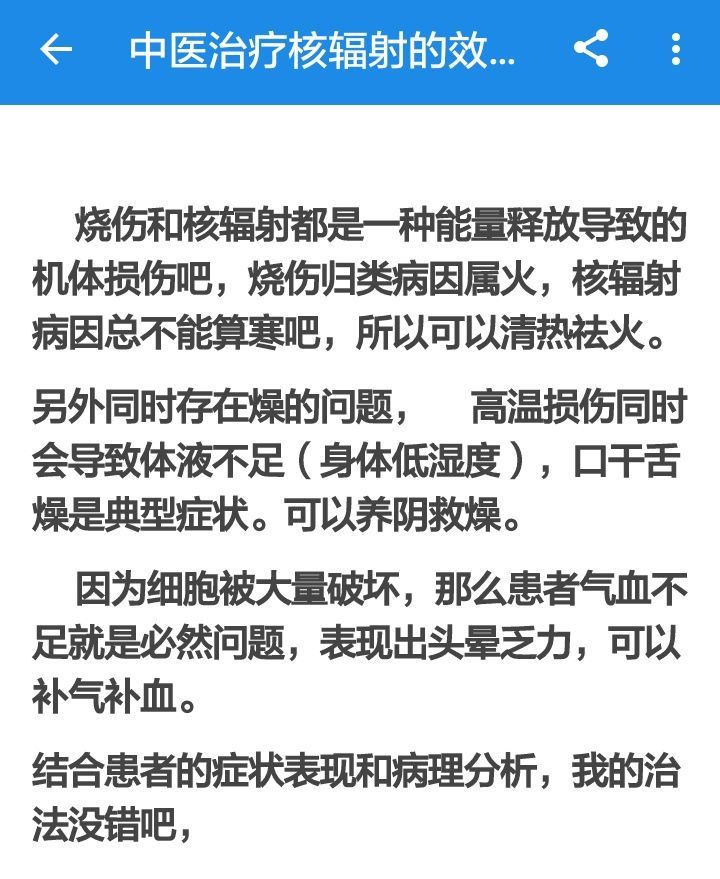 中医治疗核辐射的效...
烧伤和核辐射都是一种能量释放导致的
机体损伤吧，烧伤归类病因属火，核辐射
病因总不能算寒吧，所以可以清热祛火。
另外同时存在燥的问题， 高温损伤同时
会导致体液不足（身体低湿度），口干舌
燥是典型症状。可以养阴救燥。
因为细胞被大量破坏，那么患者气血不
足就是必然问题，表现出头晕乏力，可以
补气补血。
结合患者的症状表现和病理分析，我的治
法没错吧，